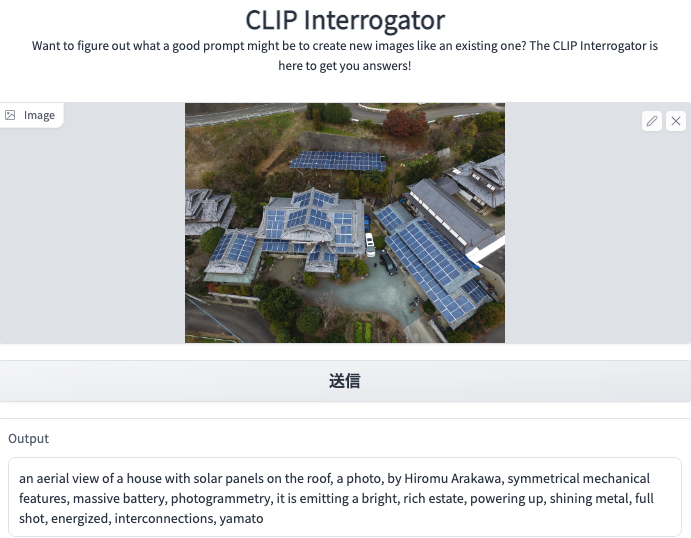 CLIP Interrogator
Want to figure out what a good prompt might be to create new images like an existing one? The CLIP Interrogator is
here to get you answers!
Image
送信
Output
an aerial view of a house with solar panels on the roof, a photo, by Hiromu Arakawa, symmetrical mechanical
features, massive battery, photogrammetry, it is emitting a bright, rich estate, powering up, shining metal, full
shot, energized, interconnections, yamato